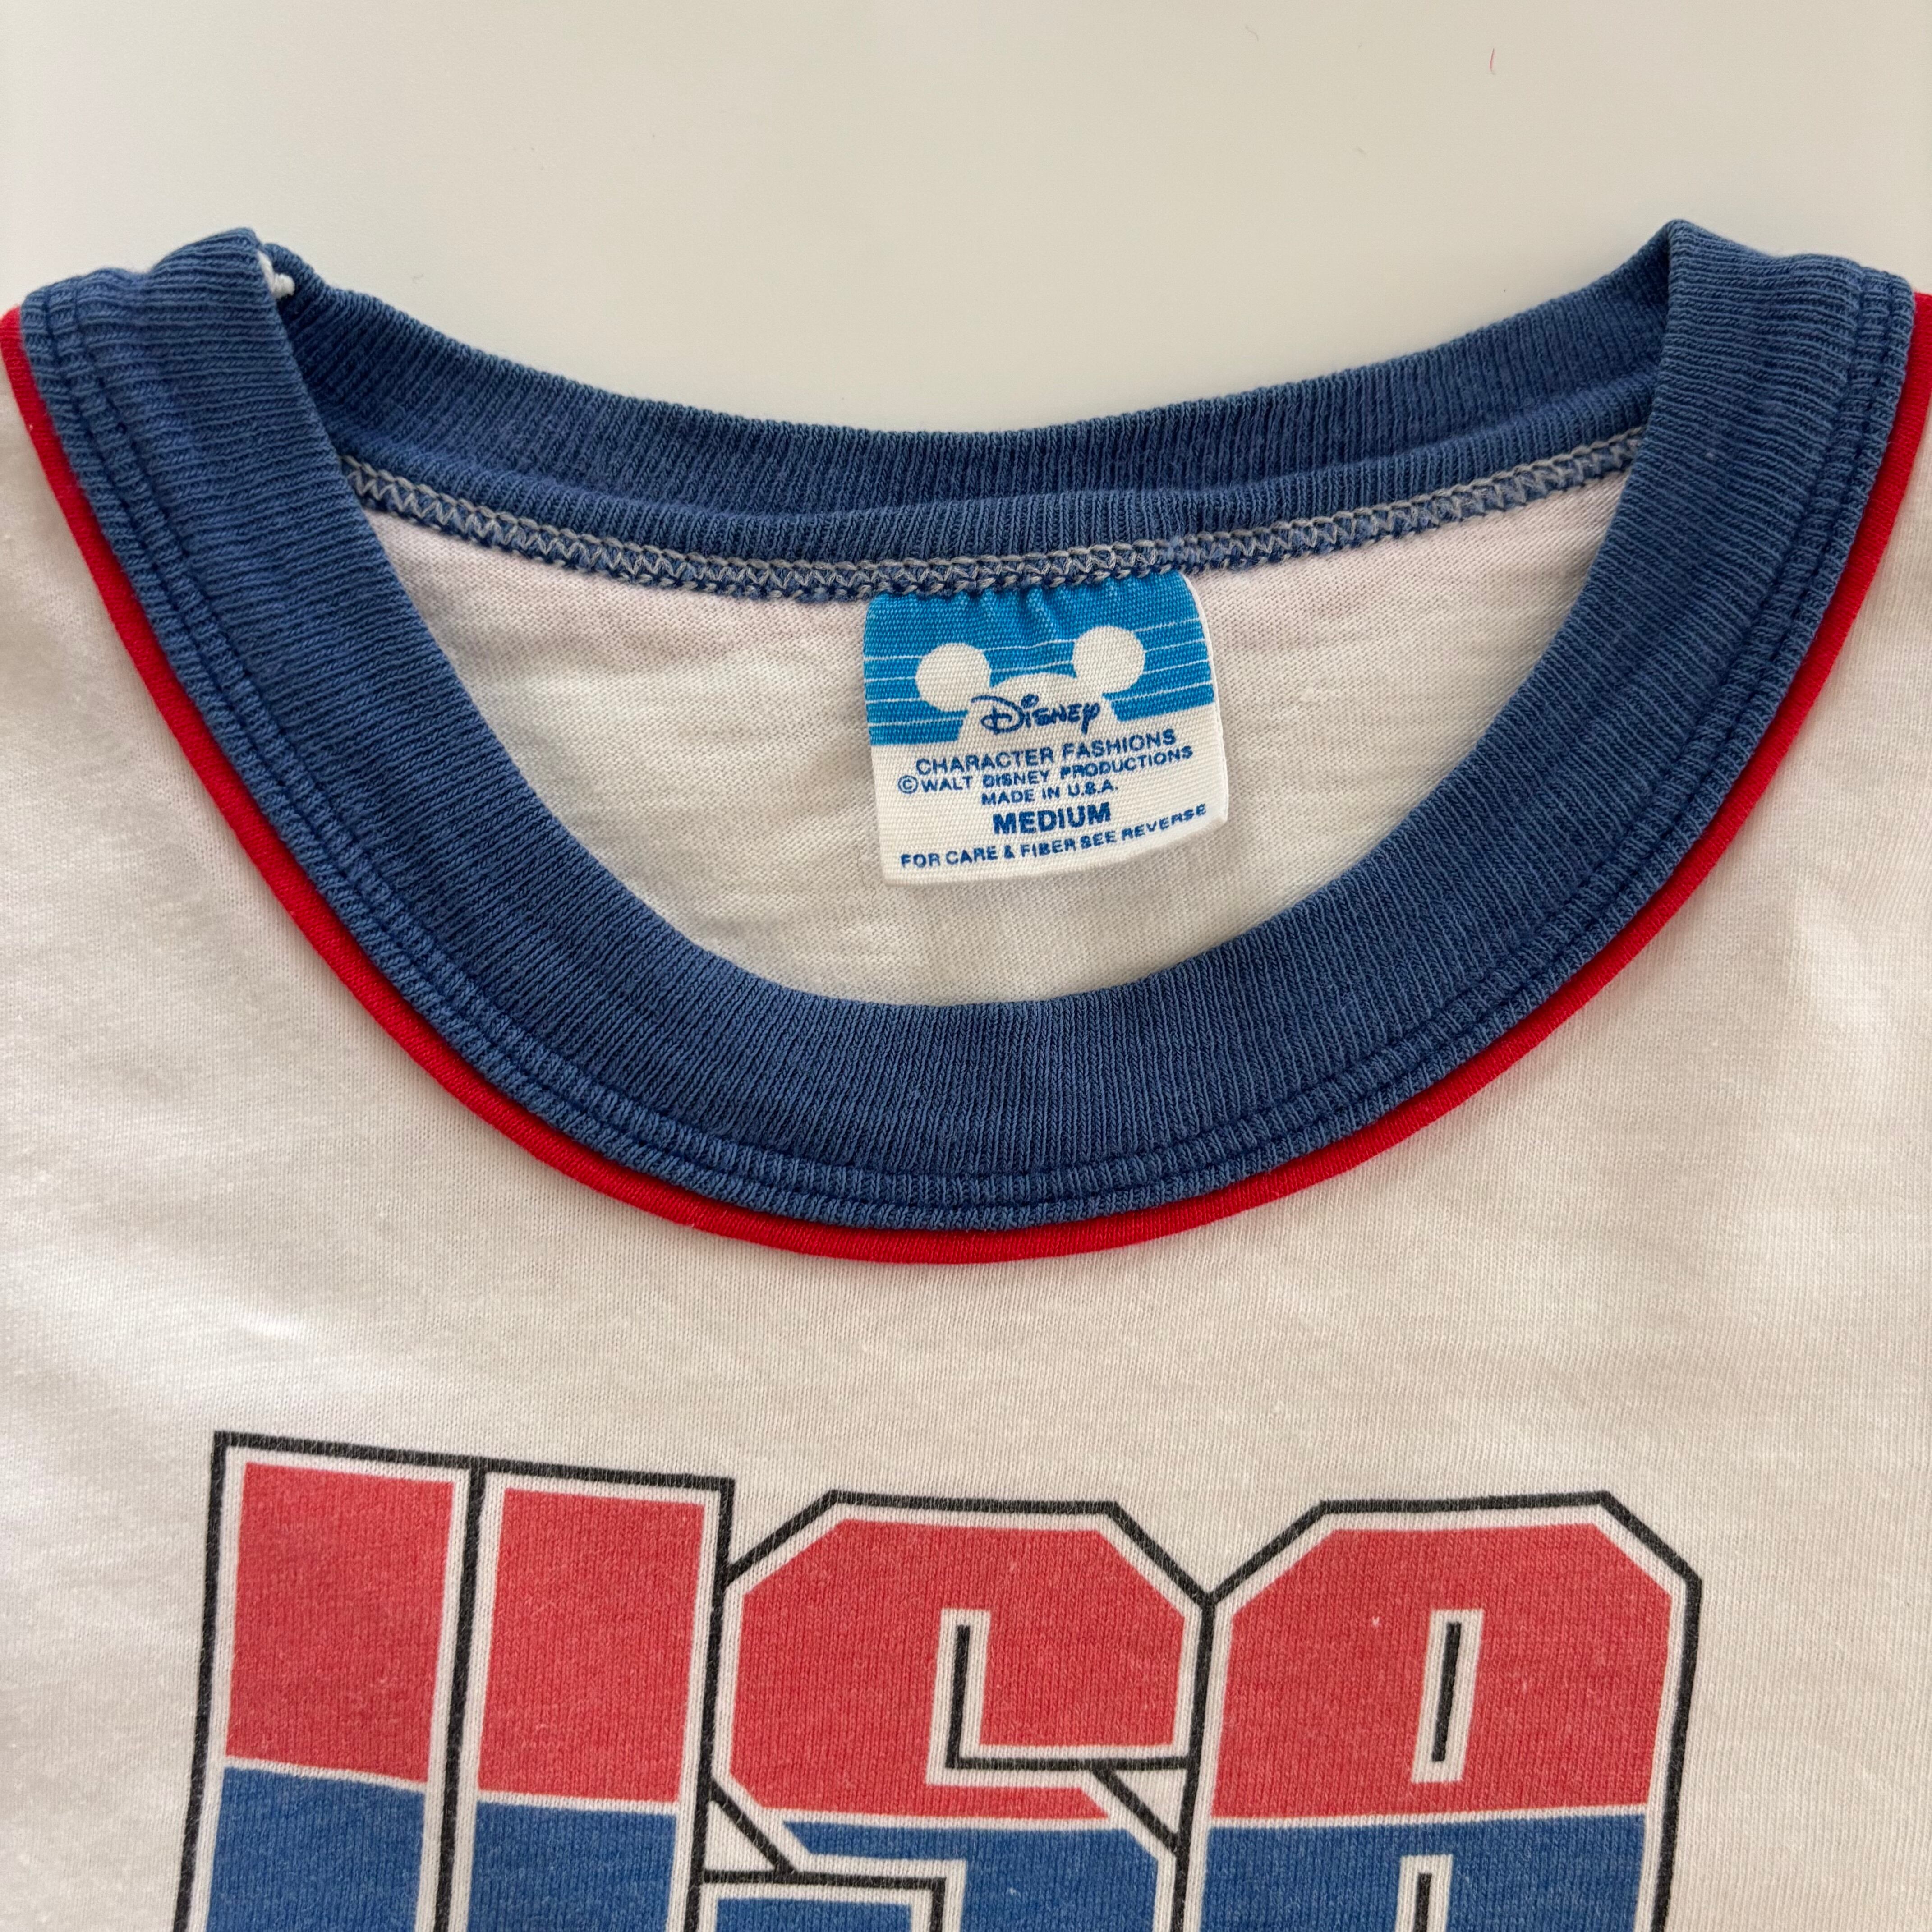 Disney
CHARACTER FASHIONS
©WALT DISNEY PRODUCTIONS
MADE IN U.S.A.
MEDIUM
FOR CARE & FIBER SEE REVERSE
USA